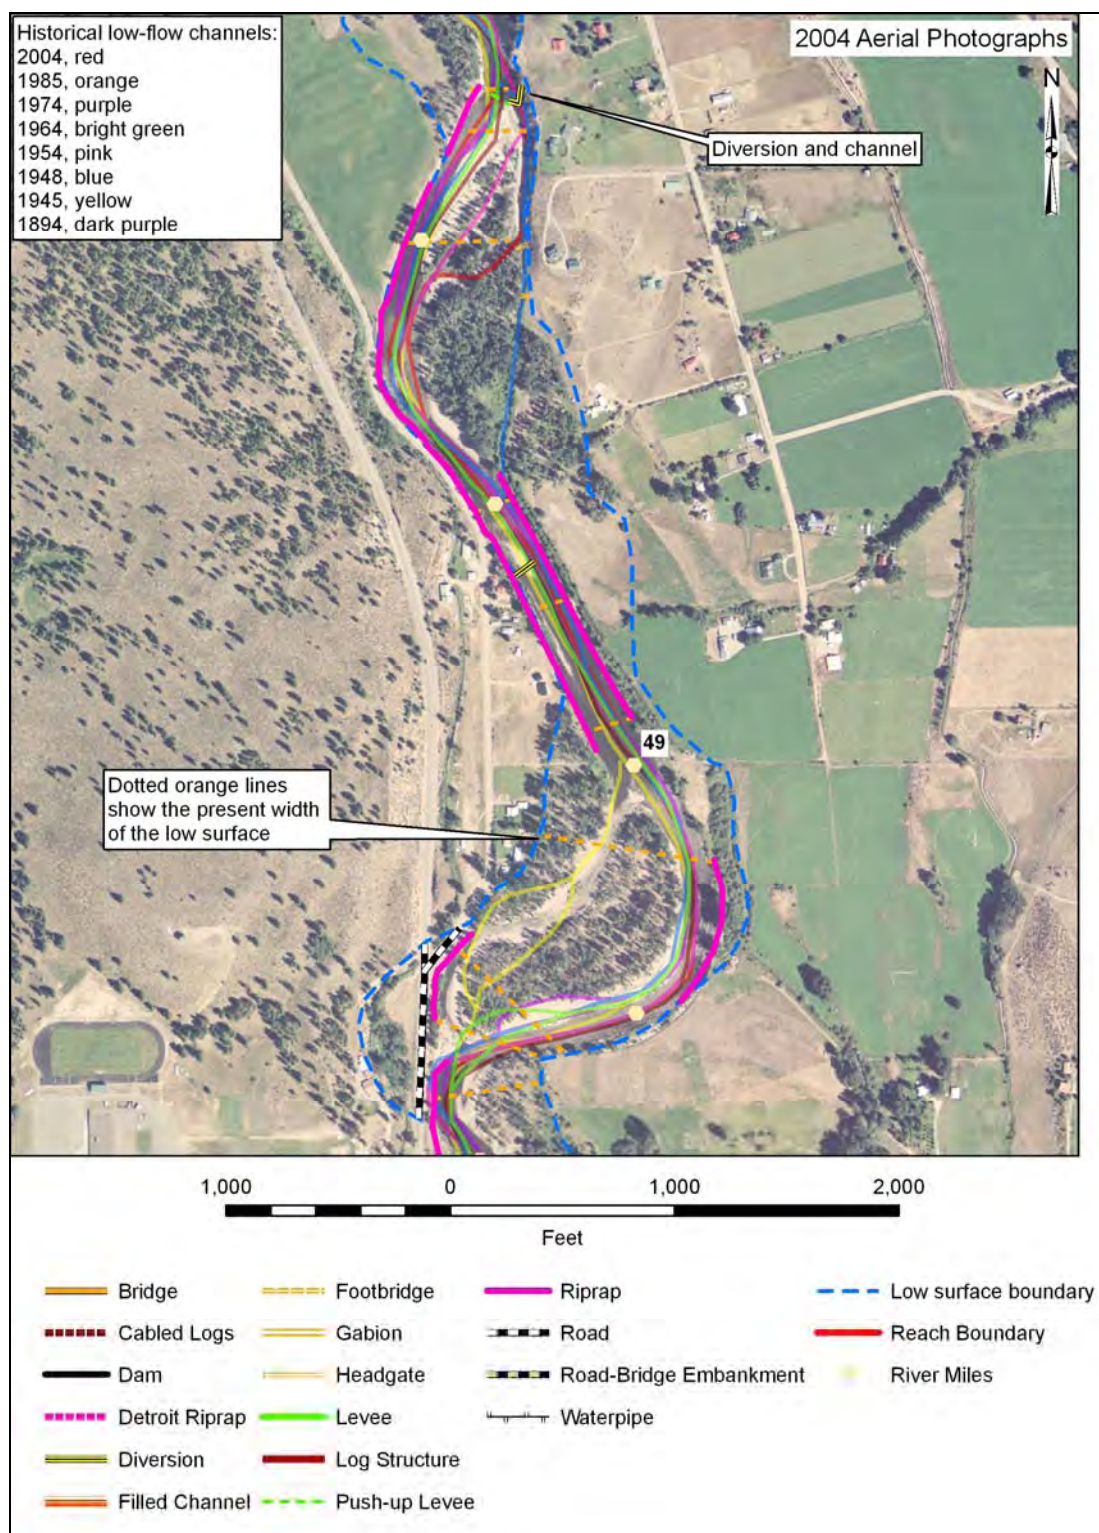 Historical low-flow channels:
2004, red
1985, orange
1974, purple
1964, bright green
1954, pink
1948, blue
1945, yellow
1894, dark purple
2004 Aerial Photographs
N
Diversion and channel
49
Dotted orange lines
show the present width
of the low surface
1,000 0 1,000 2,000
Feet
Bridge
Cabled Logs
Dam
Detroit Riprap
Diversion
Filled Channel
Footbridge
Gabion
Headgate
Levee
Log Structure
Push-up Levee
Riprap
Road
Road-Bridge Embankment
Waterpipe
Low surface boundary
Reach Boundary
River Miles